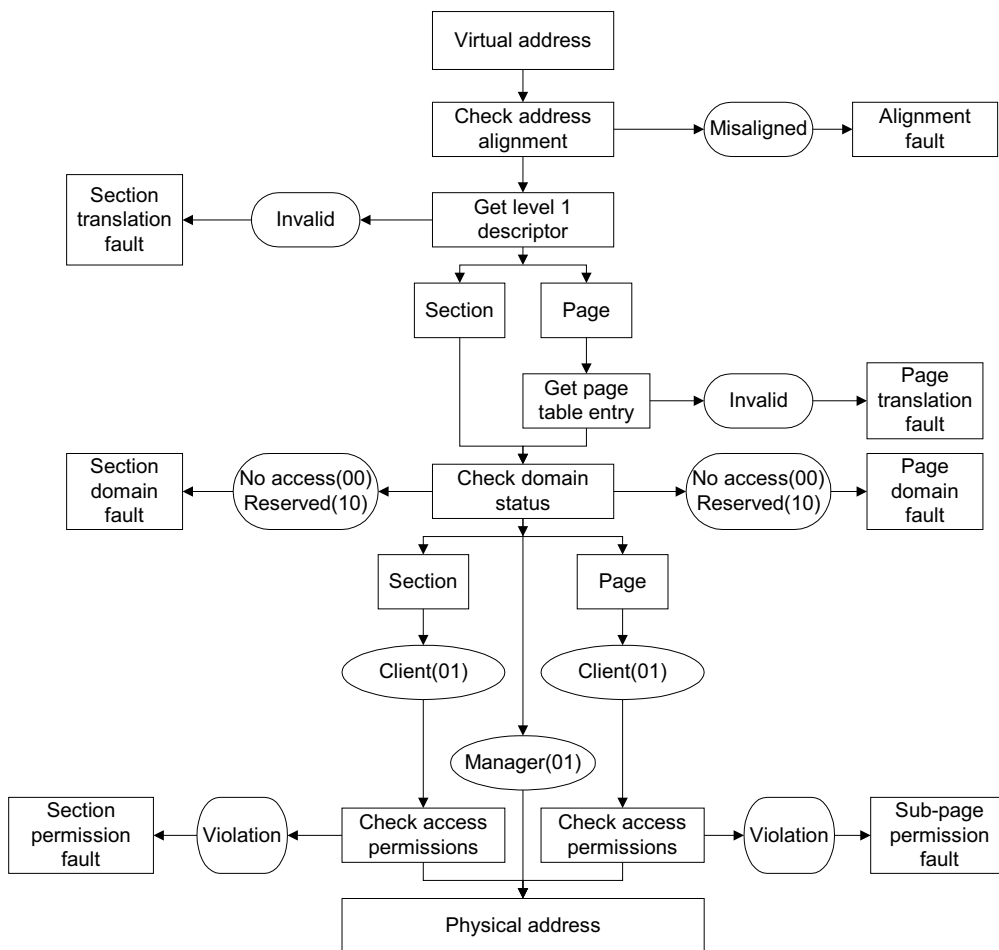 Virtual address
Check address
alignment
Misaligned
Alignment
fault
Section
translation
fault
Invalid
Get level 1
descriptor
Section
Page
Get page
table entry
Invalid
Page
translation
fault
Section
domain
fault
No access(00)
Reserved(10)
Check domain
status
No access(00)
Reserved(10)
Page
domain
fault
Section
Page
Client(01)
Client(01)
Manager(01)
Section
permission
fault
Violation
Check access
permissions
Check access
permissions
Violation
Sub-page
permission
fault
Physical address